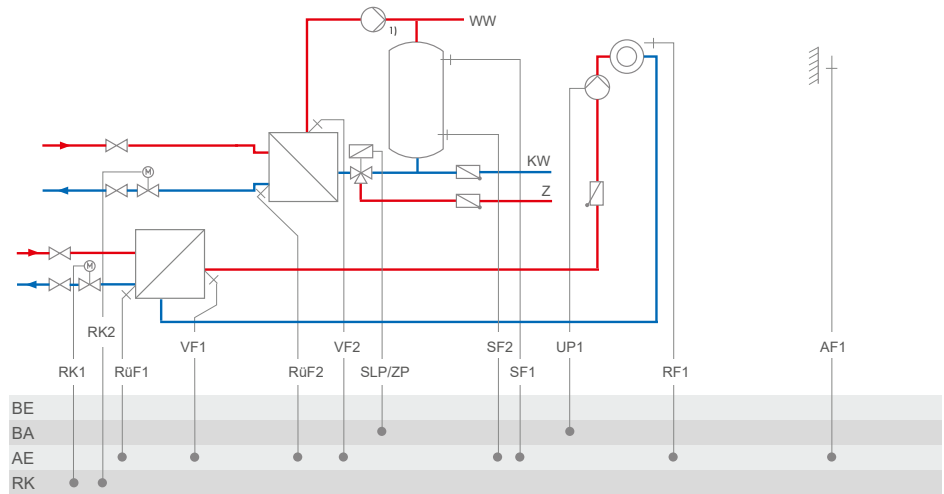 1)
WW
M
KW
Z
M
RK2
VF1
VF2
SF2
UP1
AF1
RK1
RüF1
RüF2
SLP/ZP
SF1
RF1
BE
BA
AE
RK